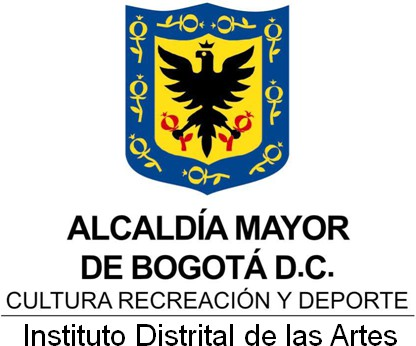 ALCALDÍA MAYOR
DE BOGOTÁ D.C.
CULTURA RECREACIÓN Y DEPORTE
Instituto Distrital de las Artes